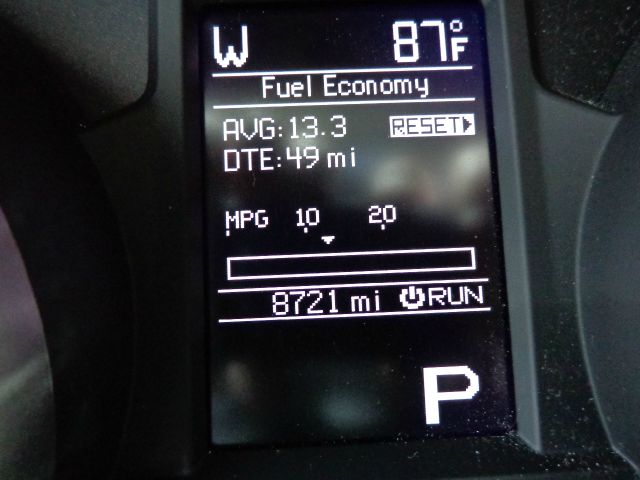 W 87°F
Fuel Economy
AVG:13.3 RESET
DTE:49 mi
MPG 10 20
8721 mi RUN
P